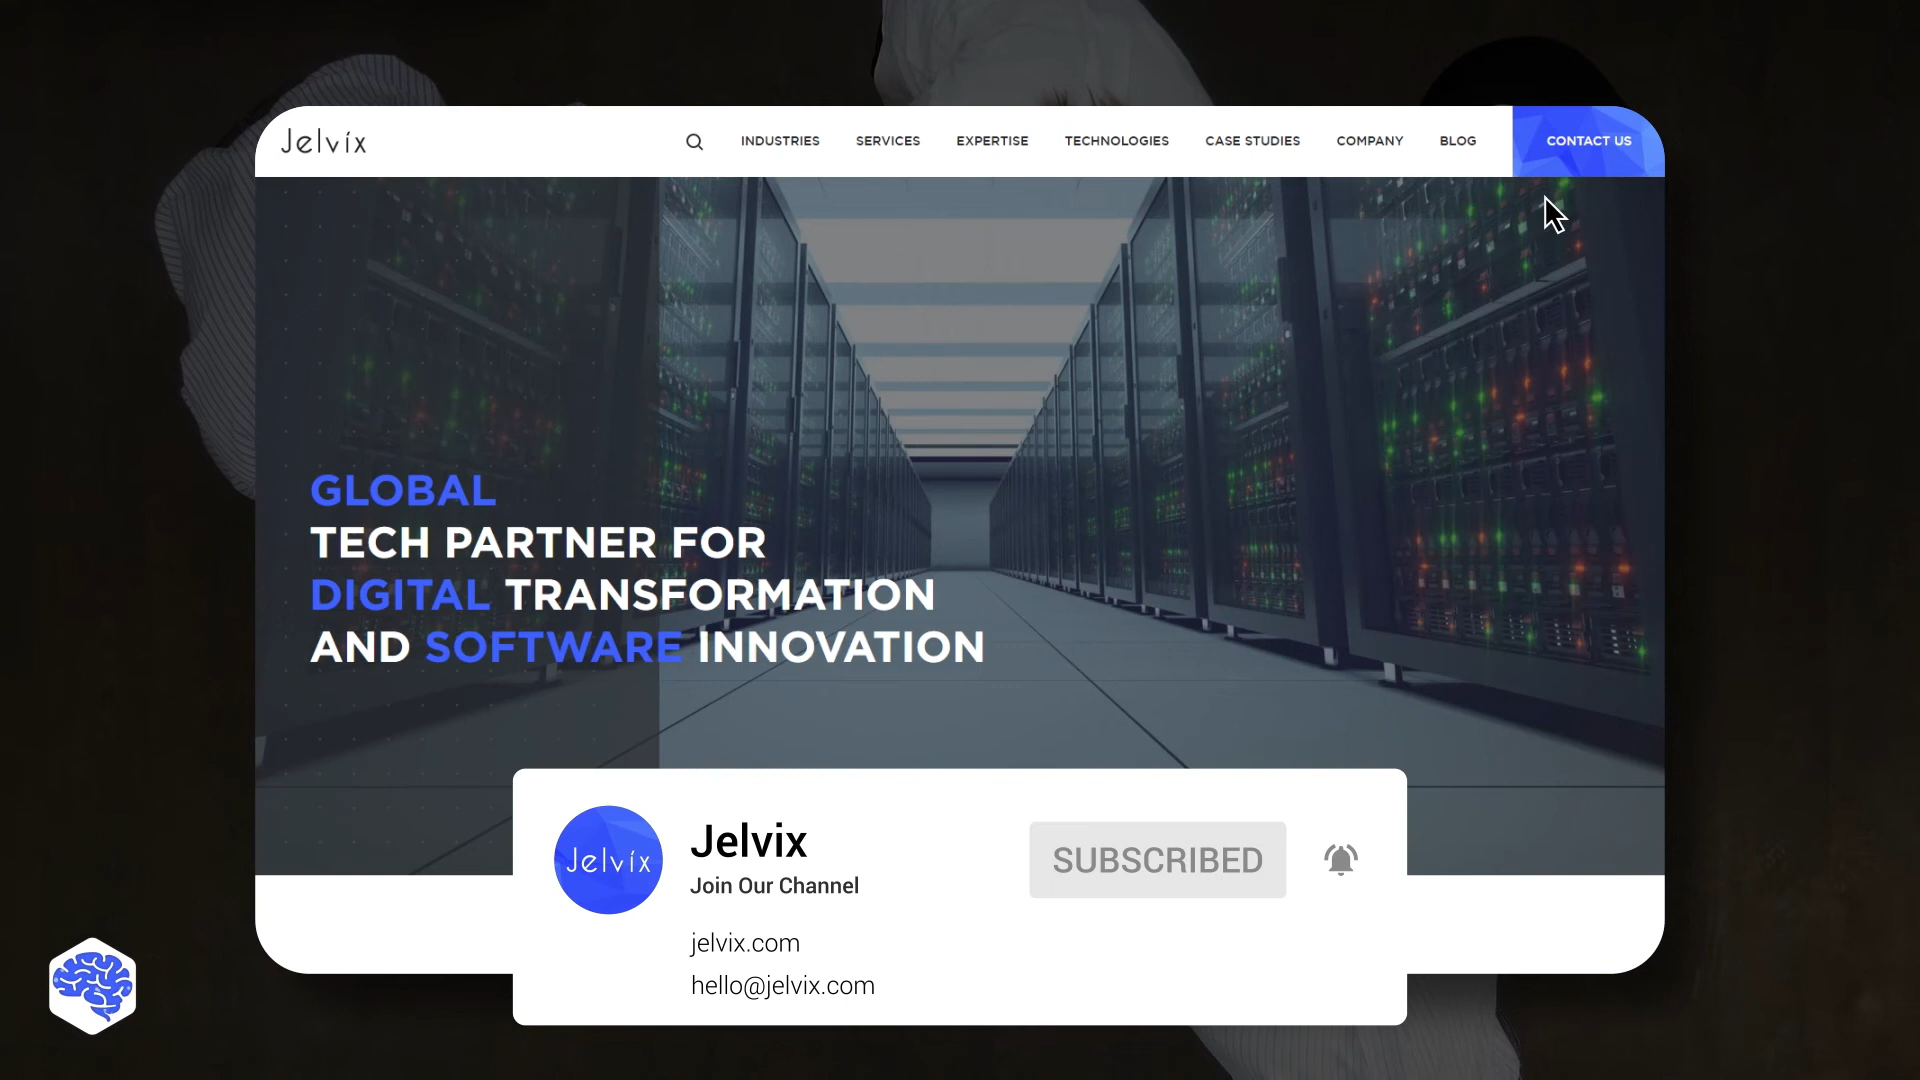 Jelvix
INDUSTRIES SERVICES EXPERTISE TECHNOLOGIES CASE STUDIES COMPANY BLOG CONTACT US
GLOBAL
TECH PARTNER FOR
DIGITAL TRANSFORMATION
AND SOFTWARE INNOVATION
Jelvix
Jelvix
Join Our Channel
SUBSCRIBED
jelvix.com
hello@jelvix.com